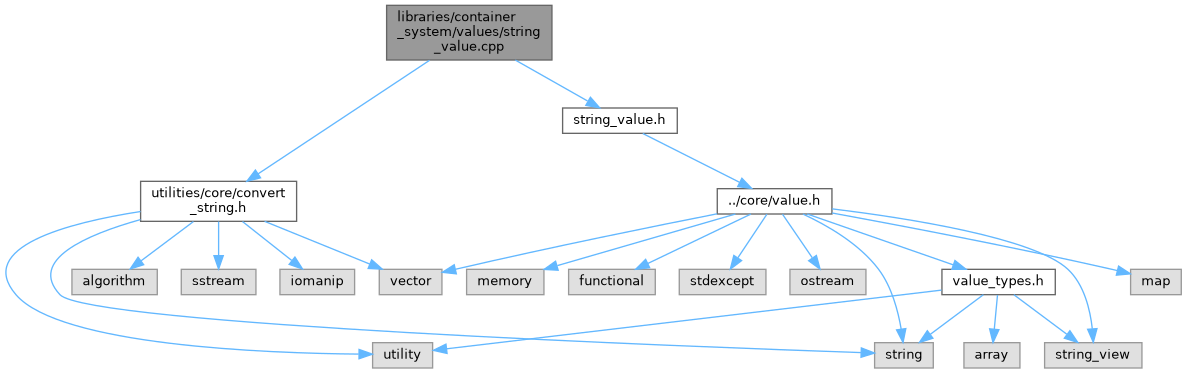 libraries/container
_system/values/string
_value.cpp
string_value.h
utilities/core/convert
_string.h
../core/value.h
algorithm
sstream
iomanip
vector
memory
functional
stdexcept
ostream
value_types.h
map
utility
string
array
string_view